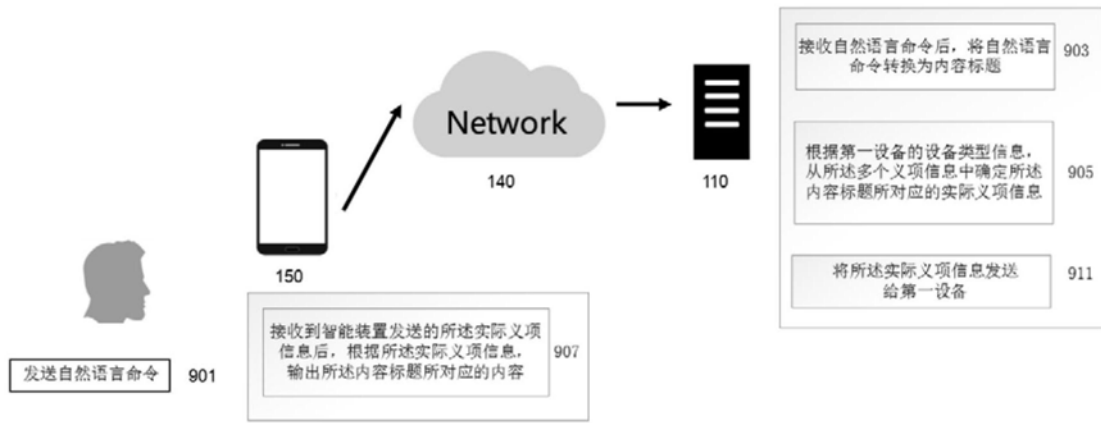 接收自然语言命令后，将自然语言
命令转换为内容标题
903
Network
140
110
根据第一设备的设备类型信息，
从所述多个义项信息中确定所述
内容标题所对应的实际义项信息
905
150
将所述实际义项信息发送
给第一设备
911
接收到智能装置发送的所述实际义项
信息后，根据所述实际义项信息，
输出所述内容标题所对应的内容
907
发送自然语言命令
901